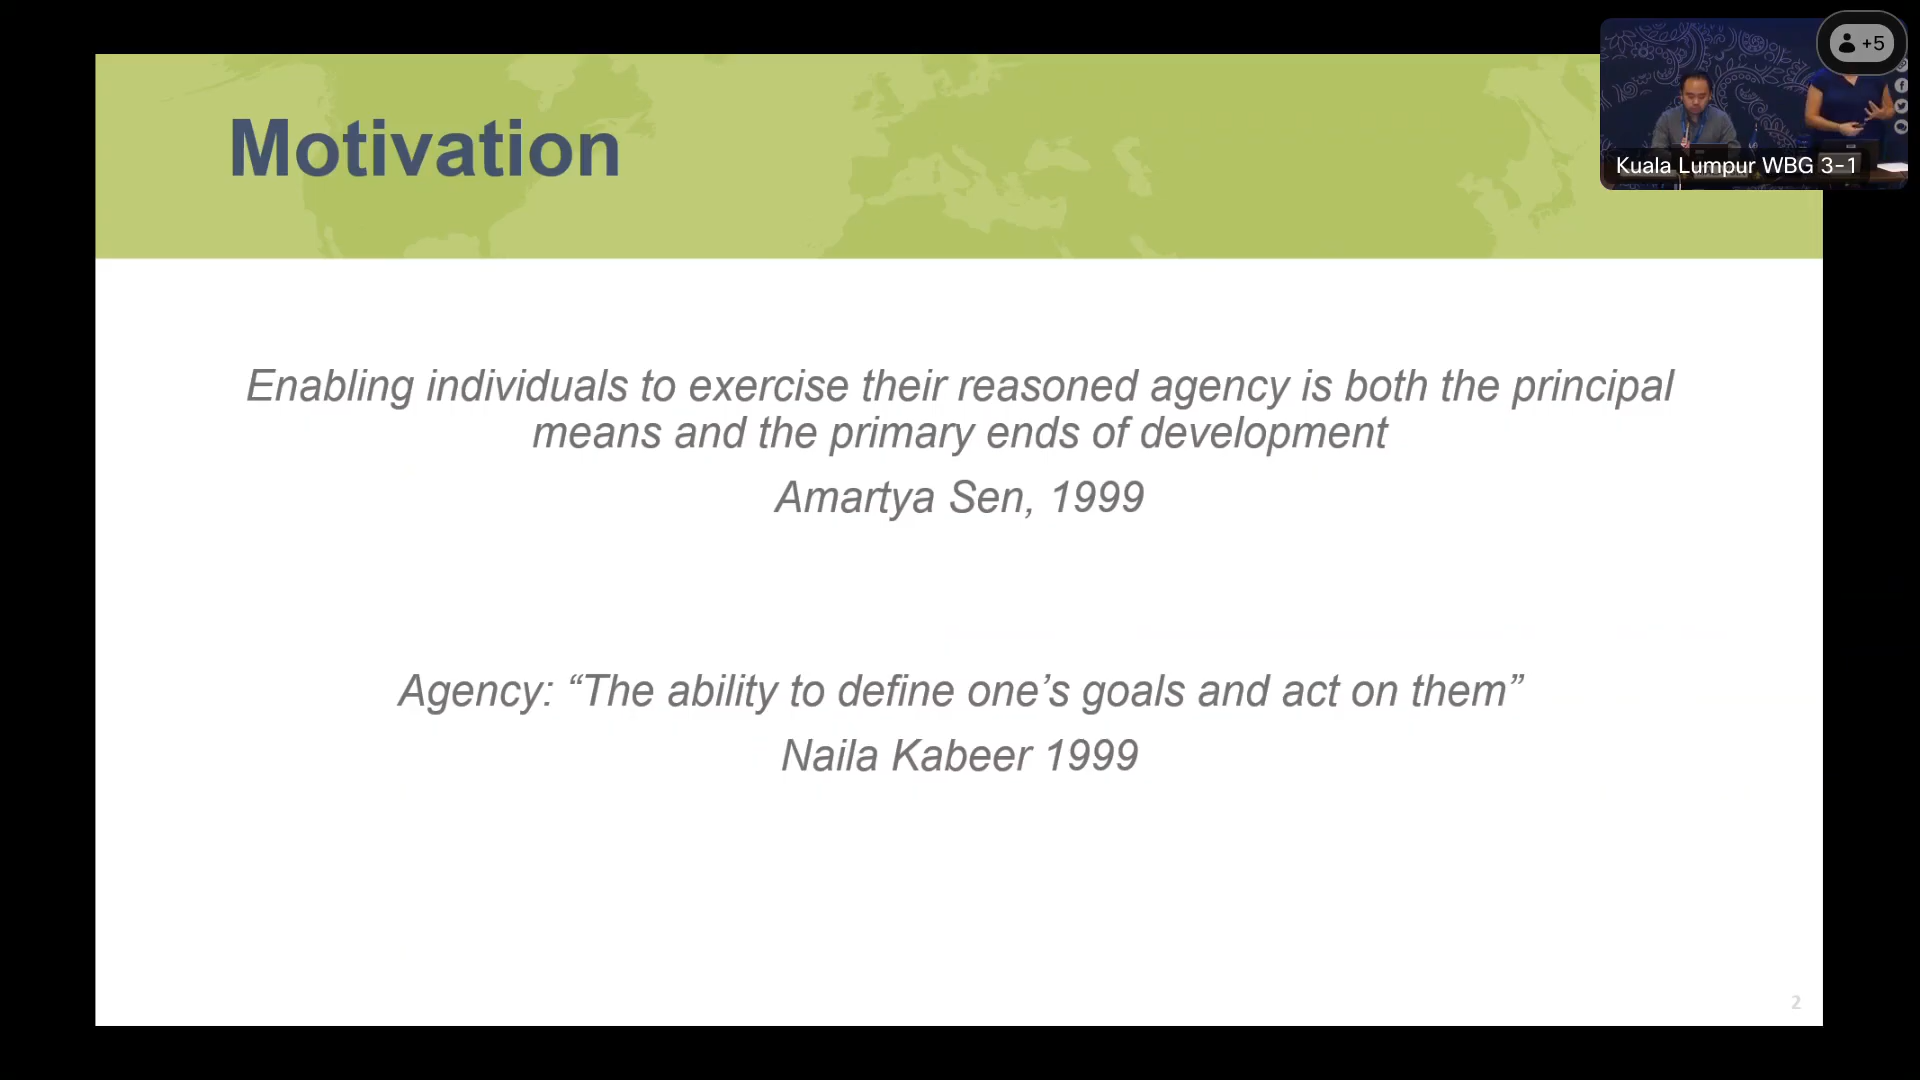 Motivation
+5
Kuala Lumpur WBG 3-1
Enabling individuals to exercise their reasoned agency is both the principal
means and the primary ends of development
Amartya Sen, 1999
Agency: “The ability to define one’s goals and act on them”
Naila Kabeer 1999
2